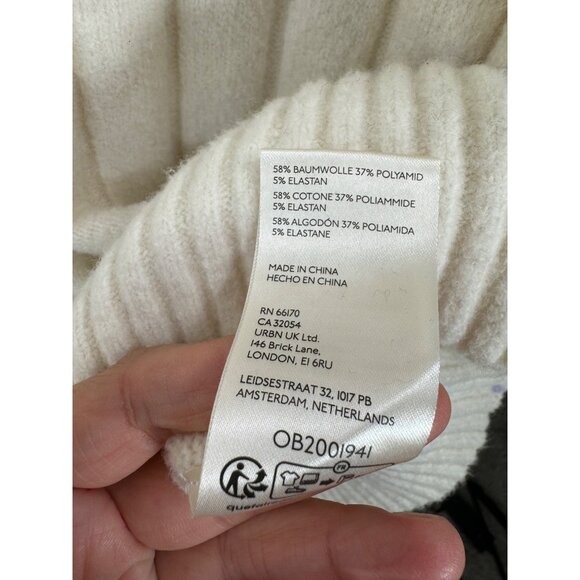 58% BAUMWOLLE 37% POLYAMID
5% ELASTAN
58% COTONE 37% POLIAMMIDE
5% ELASTAN
58% ALGODÓN 37% POLIAMIDA
5% ELASTANE
MADE IN CHINA
HECHO EN CHINA
RN 66170
CA 32054
URBN UK Ltd.
146 Brick Lane,
LONDON, E1 6RU
LEIDSESTRAAT 32, 1017 PB
AMSTERDAM, NETHERLANDS
OB2001941
FR